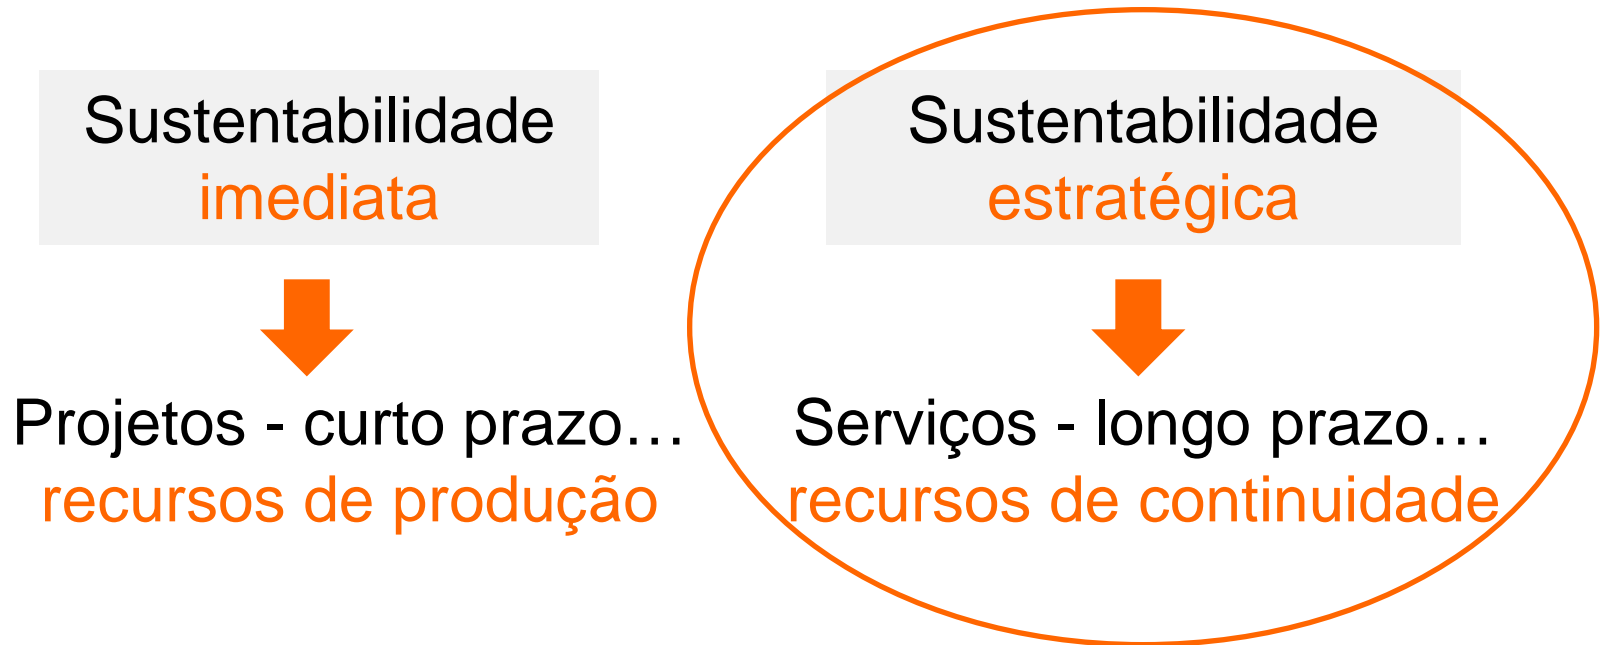 Sustentabilidade
imediata
Projetos - curto prazo…
recursos de produção
Sustentabilidade
estratégica
Serviços - longo prazo…
recursos de continuidade